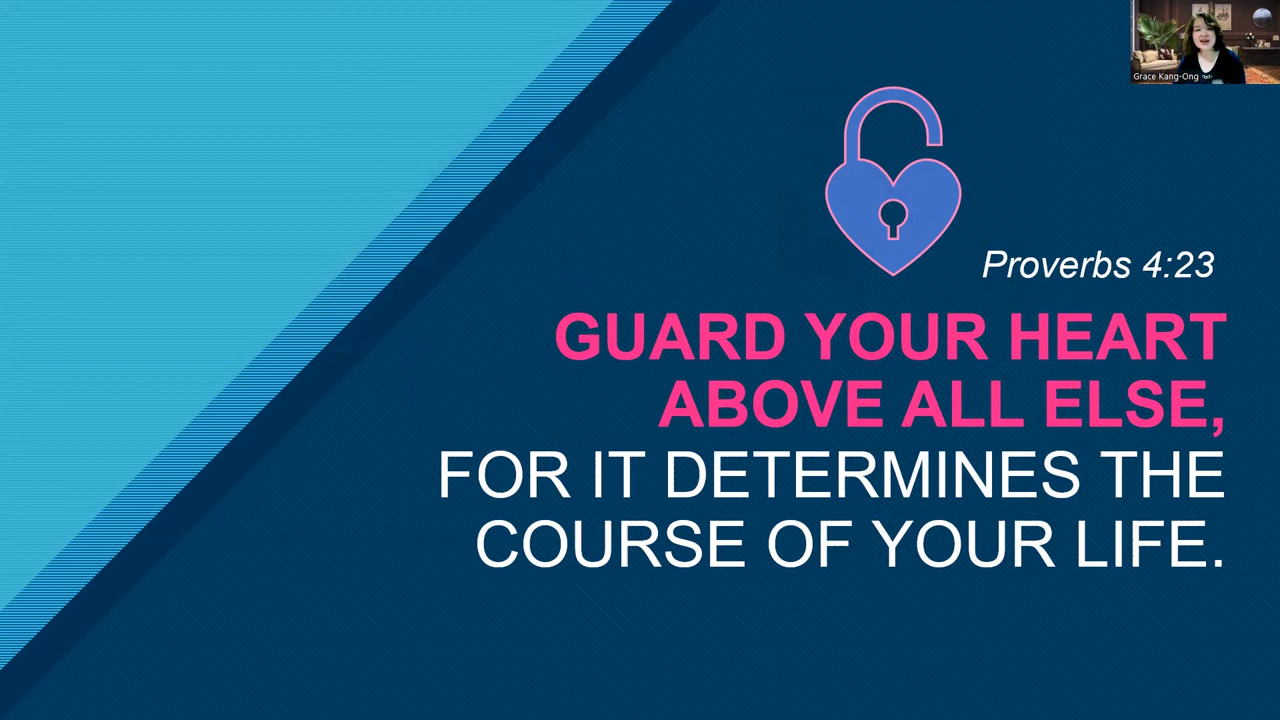 Grace Kang-Ong
Proverbs 4:23
GUARD YOUR HEART
ABOVE ALL ELSE,
FOR IT DETERMINES THE
COURSE OF YOUR LIFE.